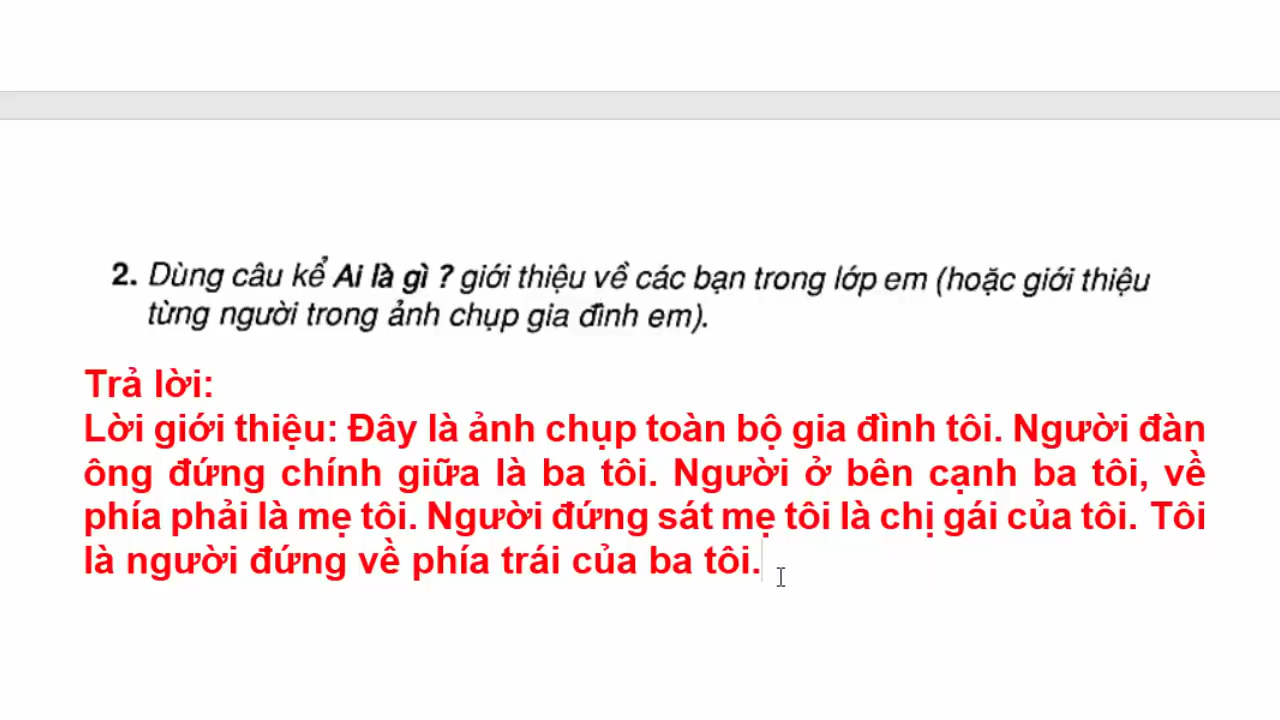 2. Dùng câu kể Ai là gì ? giới thiệu về các bạn trong lớp em (hoặc giới thiệu
từng người trong ảnh chụp gia đình em).
Trả lời:
Lời giới thiệu: Đây là ảnh chụp toàn bộ gia đình tôi. Người đàn
ông đứng chính giữa là ba tôi. Người ở bên cạnh ba tôi, về
phía phải là mẹ tôi. Người đứng sát mẹ tôi là chị gái của tôi. Tôi
là người đứng về phía trái của ba tôi.